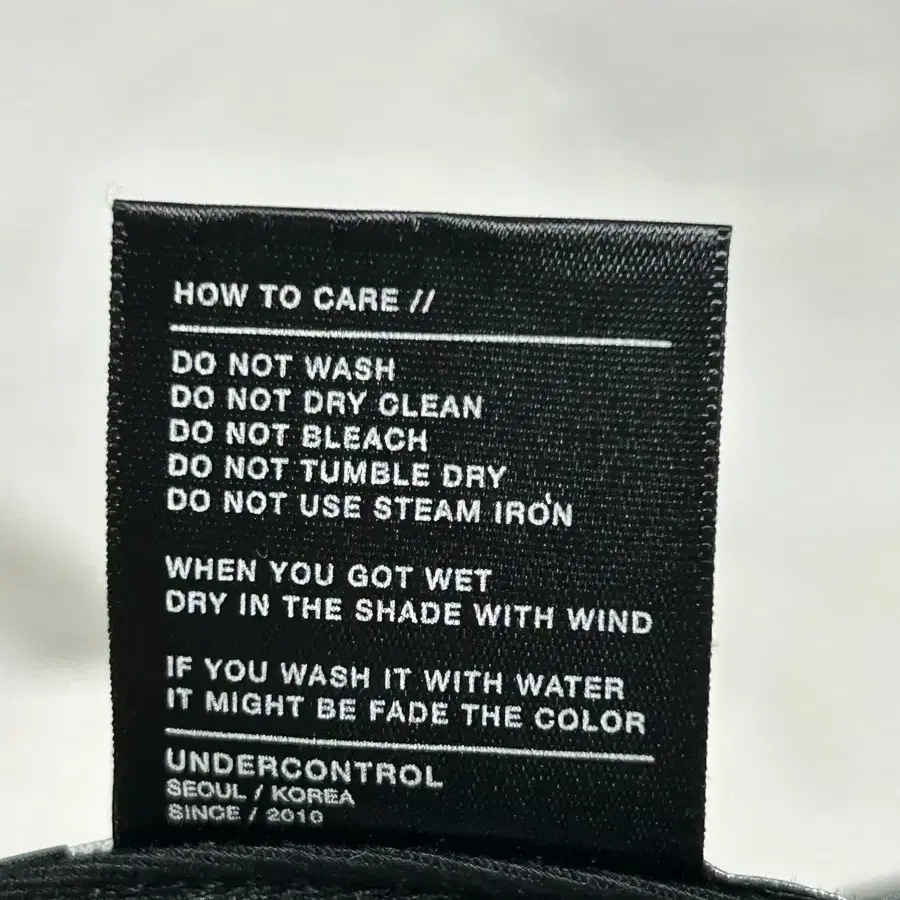 HOW TO CARE //
DO NOT WASH
DO NOT DRY CLEAN
DO NOT BLEACH
DO NOT TUMBLE DRY
DO NOT USE STEAM IRON
WHEN YOU GOT WET
DRY IN THE SHADE WITH WIND
IF YOU WASH IT WITH WATER
IT MIGHT BE FADE THE COLOR
UNDERCONTROL
SEOUL / KOREA
SINCE / 2010